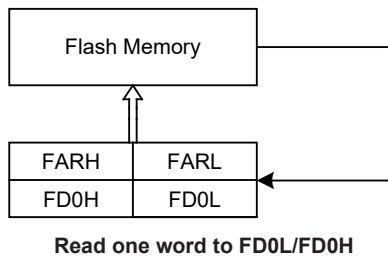 Flash Memory
FARH FARL
FD0H FD0L
Read one word to FD0L/FD0H